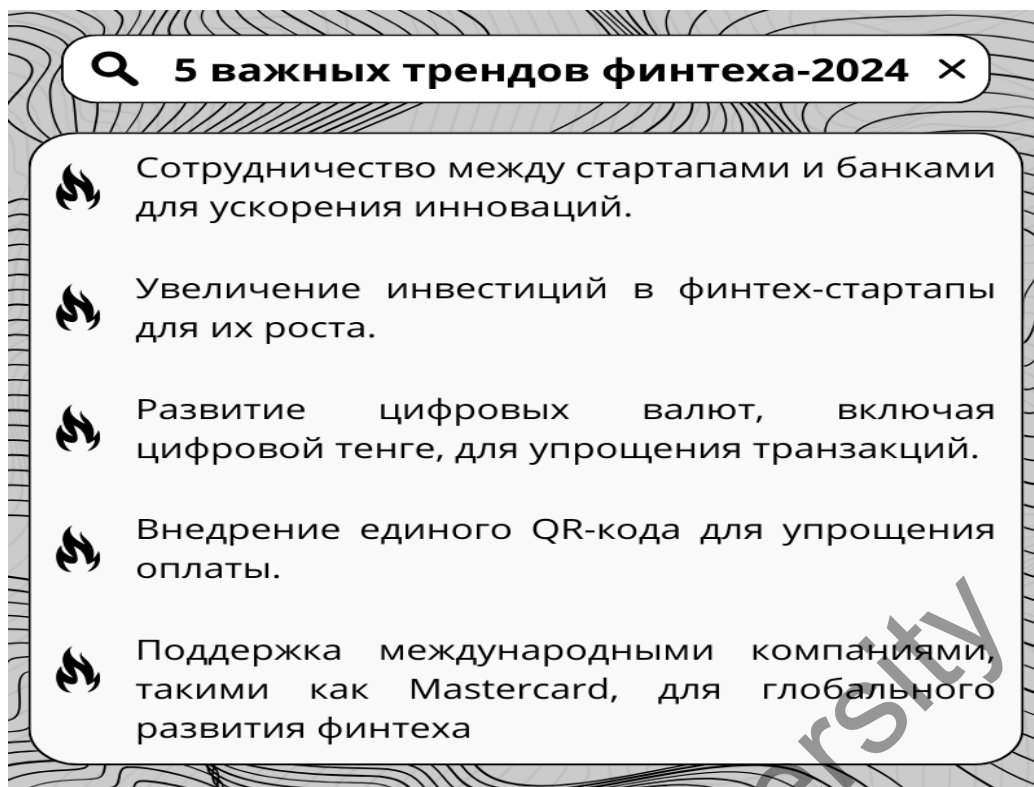 5 важных трендов финтеха-2024
Сотрудничество между стартапами и банками
для ускорения инноваций.
Увеличение инвестиций в финтех-стартапы
для их роста.
Развитие цифровых валют, включая
цифровой тенге, для упрощения транзакций.
Внедрение единого QR-кода для упрощения
оплаты.
Поддержка международными компаниями,
такими как Mastercard, для глобального
развития финтеха